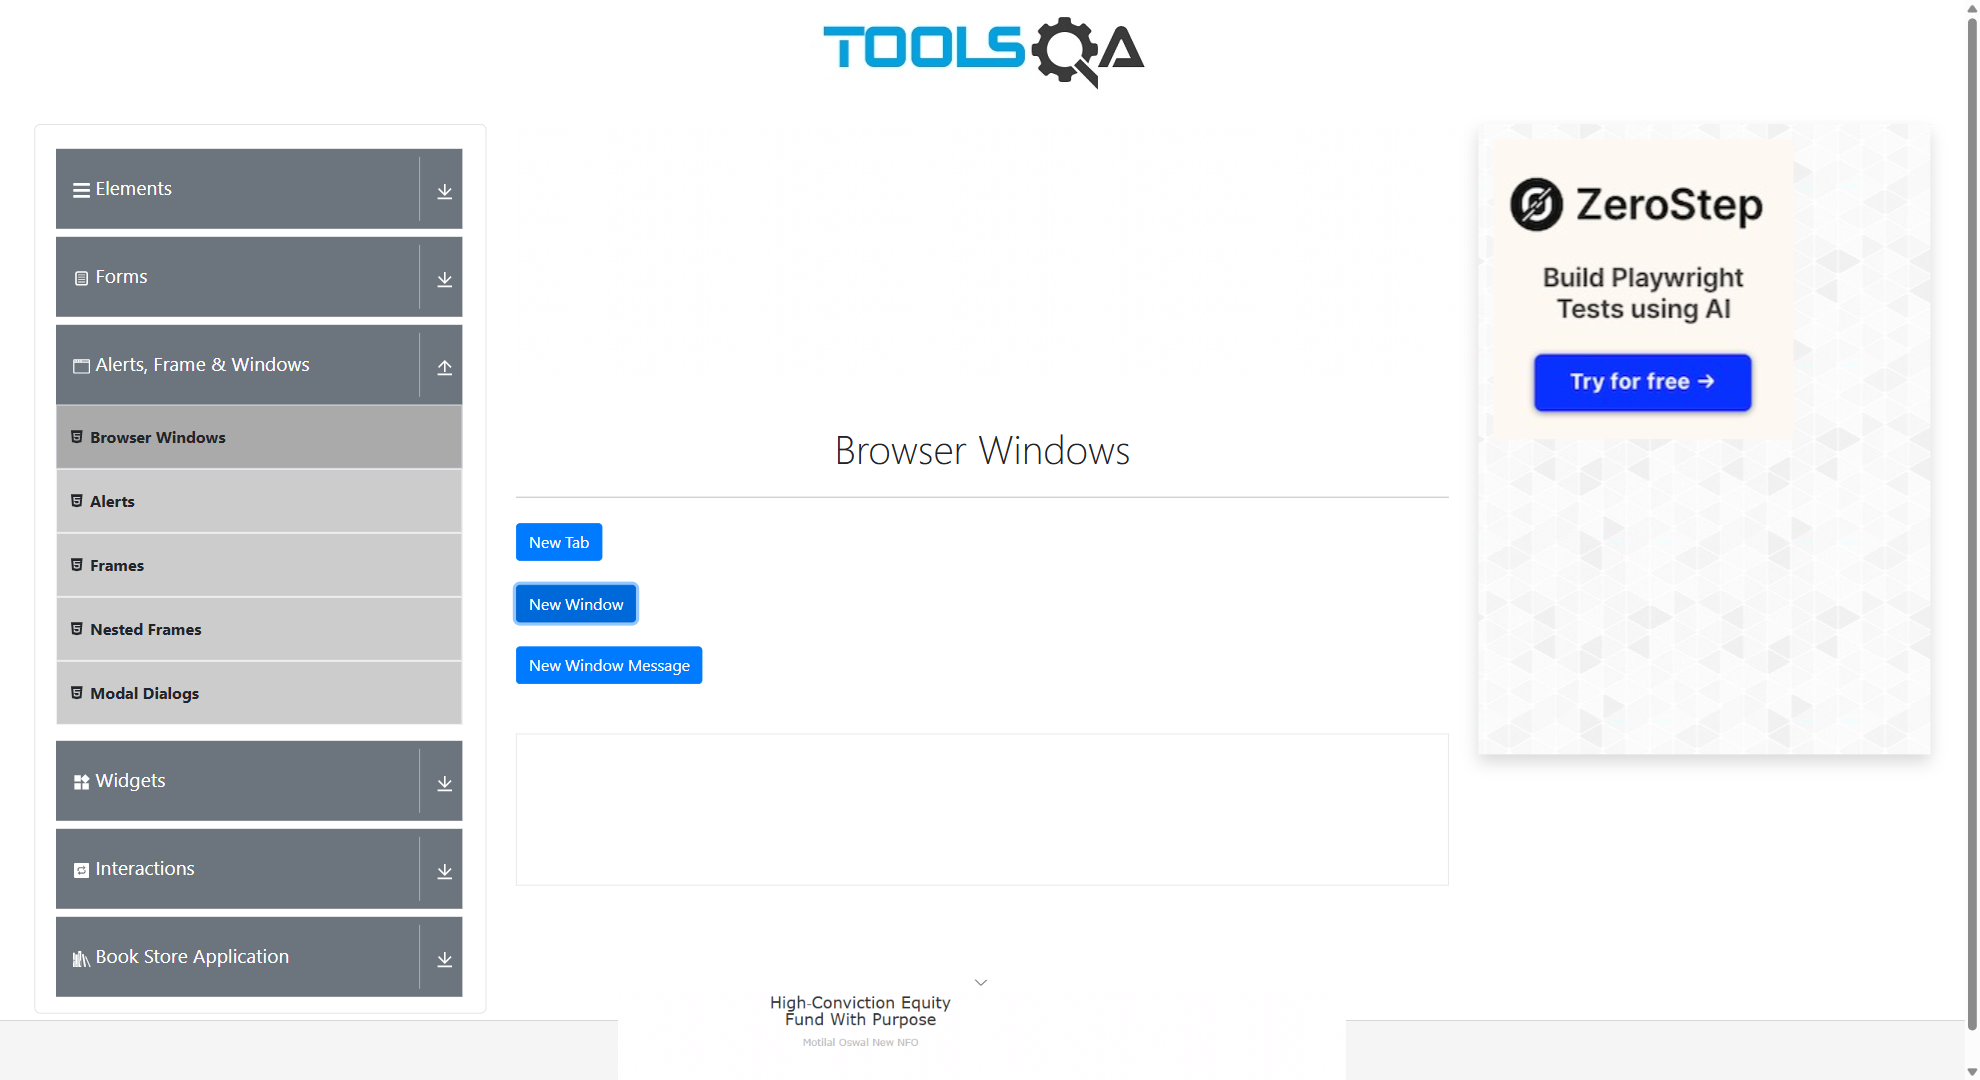 TOOLSQA
Elements
Forms
Alerts, Frame & Windows
Browser Windows
Alerts
Frames
Nested Frames
Modal Dialogs
Widgets
Interactions
Book Store Application
Browser Windows
New Tab
New Window
New Window Message
ZeroStep
Build Playwright
Tests using AI
Try for free →
High-Conviction Equity
Fund With Purpose
Motilal Oswal New NFO